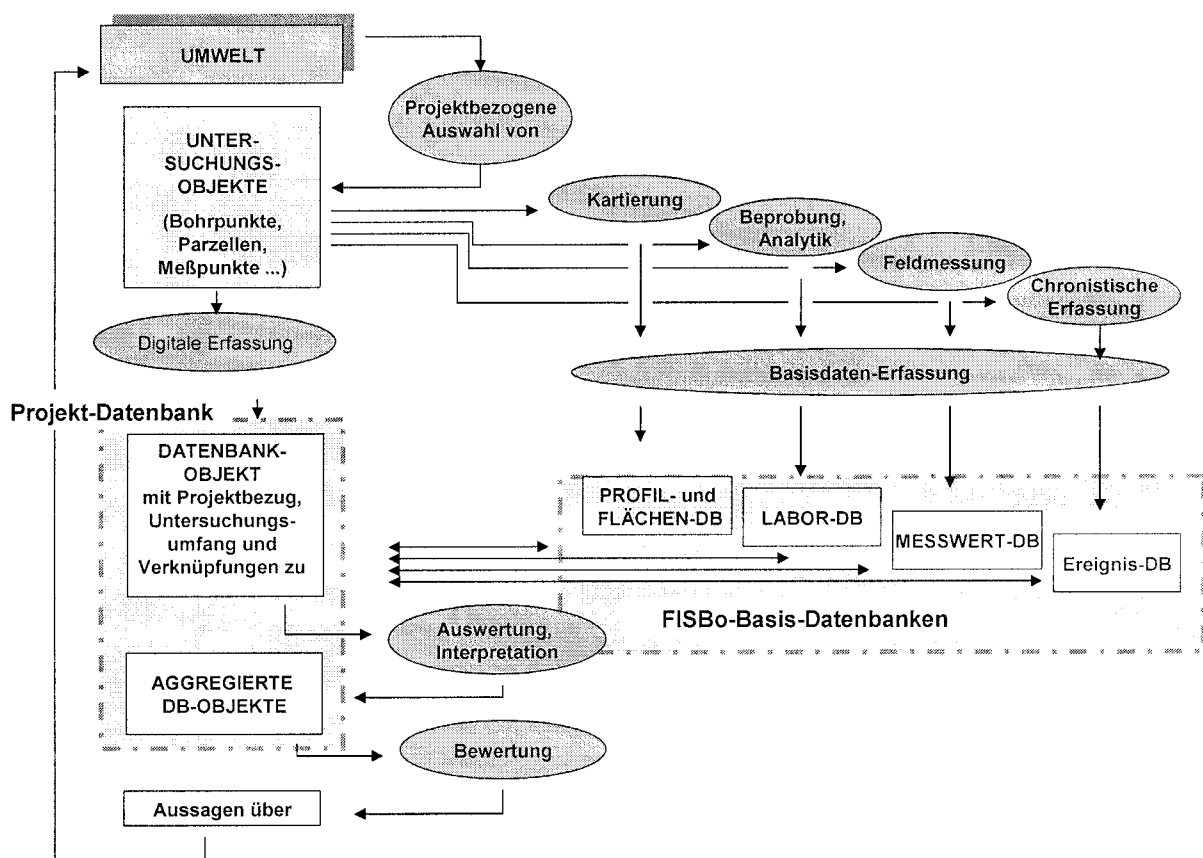 UMWELT
Projektbezogene
Auswahl von
UNTER-
SUCHUNGS-
OBJEKTE
(Bohrpunkte,
Parzellen,
Meßpunkte ...)
Kartierung
Beprobung,
Analytik
Feldmessung
Chronistische
Erfassung
Digitale Erfassung
Basisdaten-Erfassung
Projekt-Datenbank
DATENBANK-
OBJEKT
mit Projektbezug,
Untersuchungs-
umfang und
Verknüpfungen zu
PROFIL- und
FLÄCHEN-DB
LABOR-DB
MESSWERT-DB
Ereignis-DB
FISBo-Basis-Datenbanken
Auswertung,
Interpretation
AGGREGIERTE
DB-OBJEKTE
Bewertung
Aussagen über